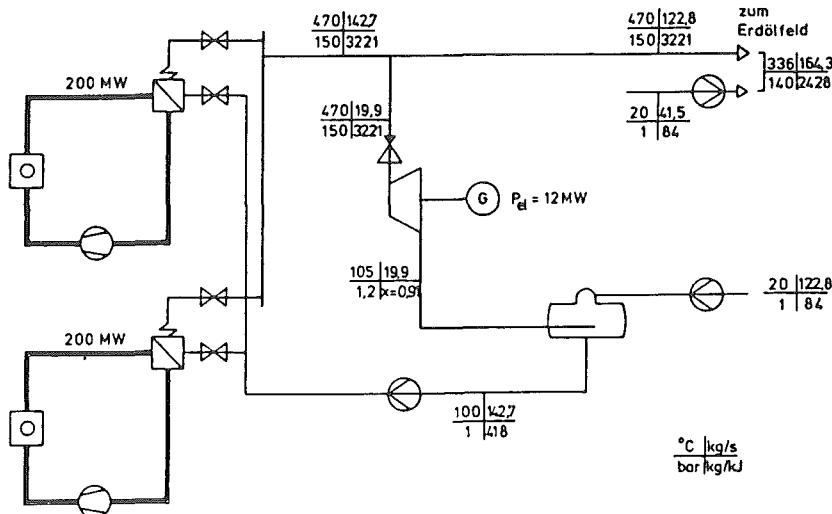 470|142,7
150|3221
470|122,8
150|3221
zum
Erdölfeld
336|164,3
140|2428
200 MW
470|19,9
150|3221
20|41,5
1|84
G
Pel = 12 MW
105|19,9
1,2|x=0,91
20|122,8
1|84
200 MW
100|142,7
1|418
°C|kg/s
bar|kg/kJ